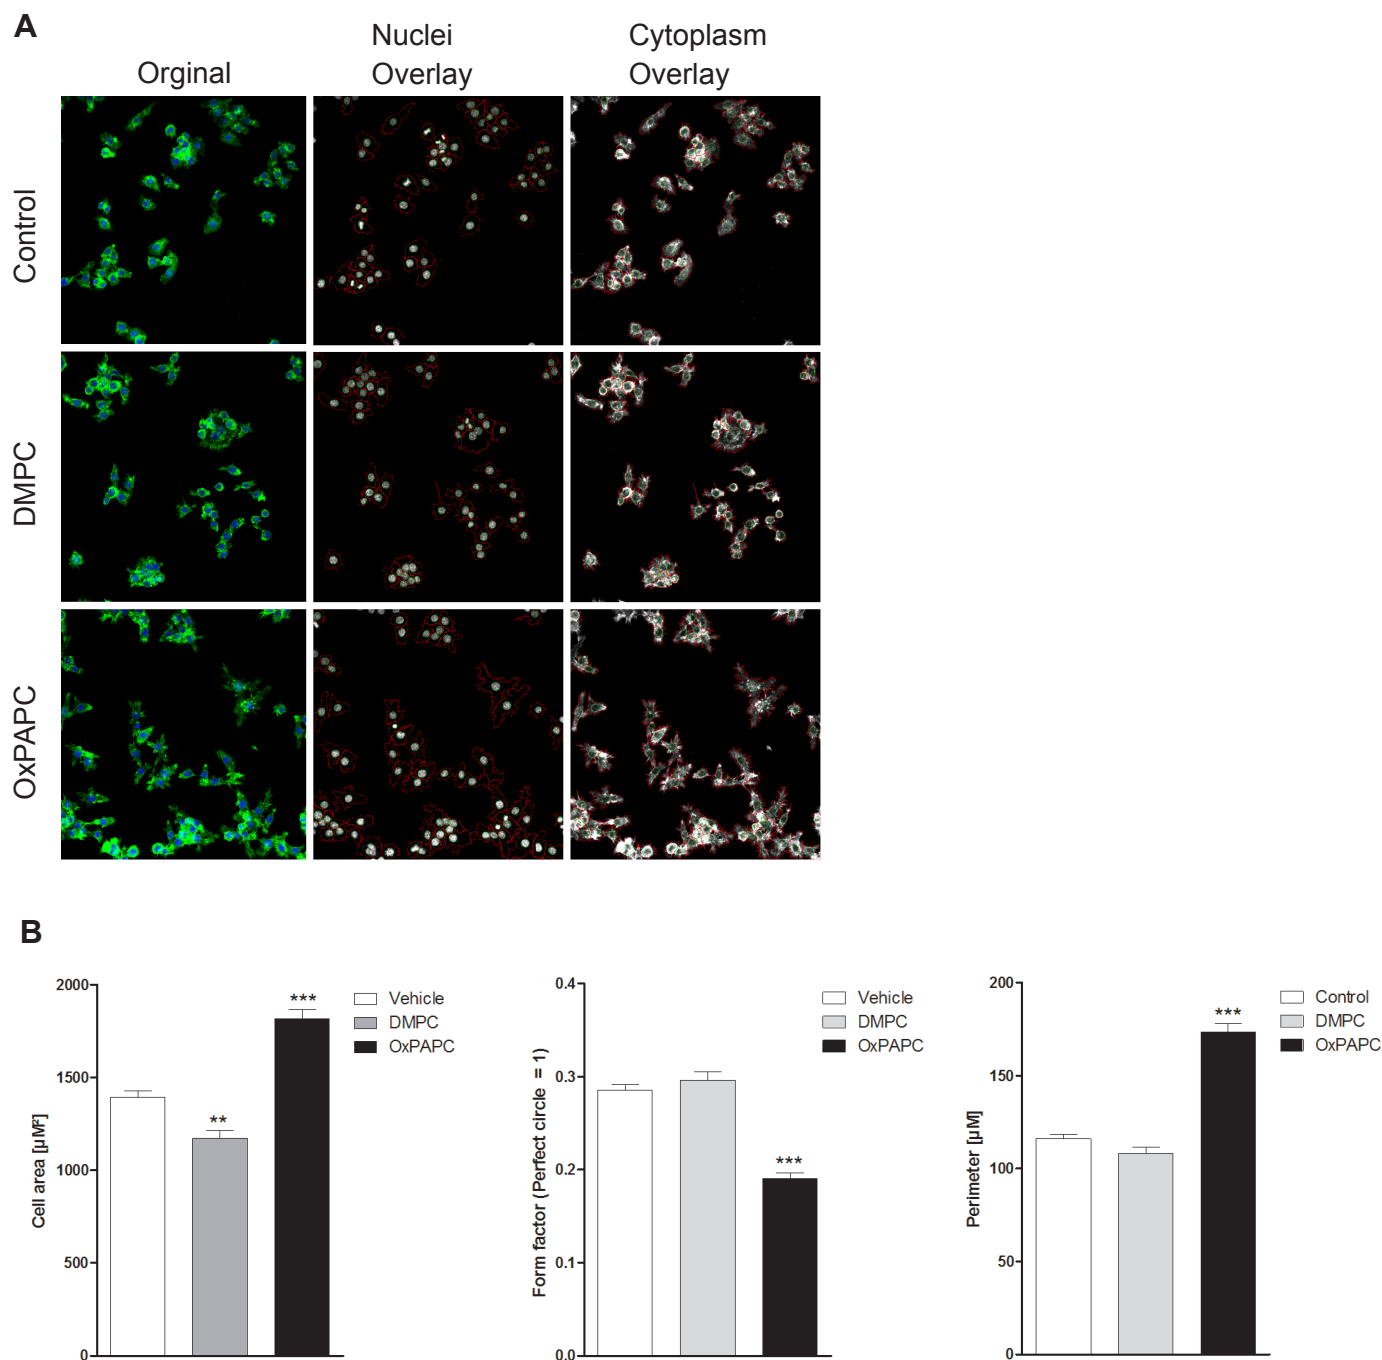 A
Nuclei
Overlay
Cytoplasm
Overlay
Orginal
Control
DMPC
OxPAPC
B
Cell area [µM²]
2000
1500
1000
500
0
**
***
Vehicle
DMPC
OxPAPC
Form factor (Perfect circle = 1)
0.4
0.3
0.2
0.1
0.0
***
Vehicle
DMPC
OxPAPC
Perimeter [µM]
200
150
100
50
0
***
Control
DMPC
OxPAPC